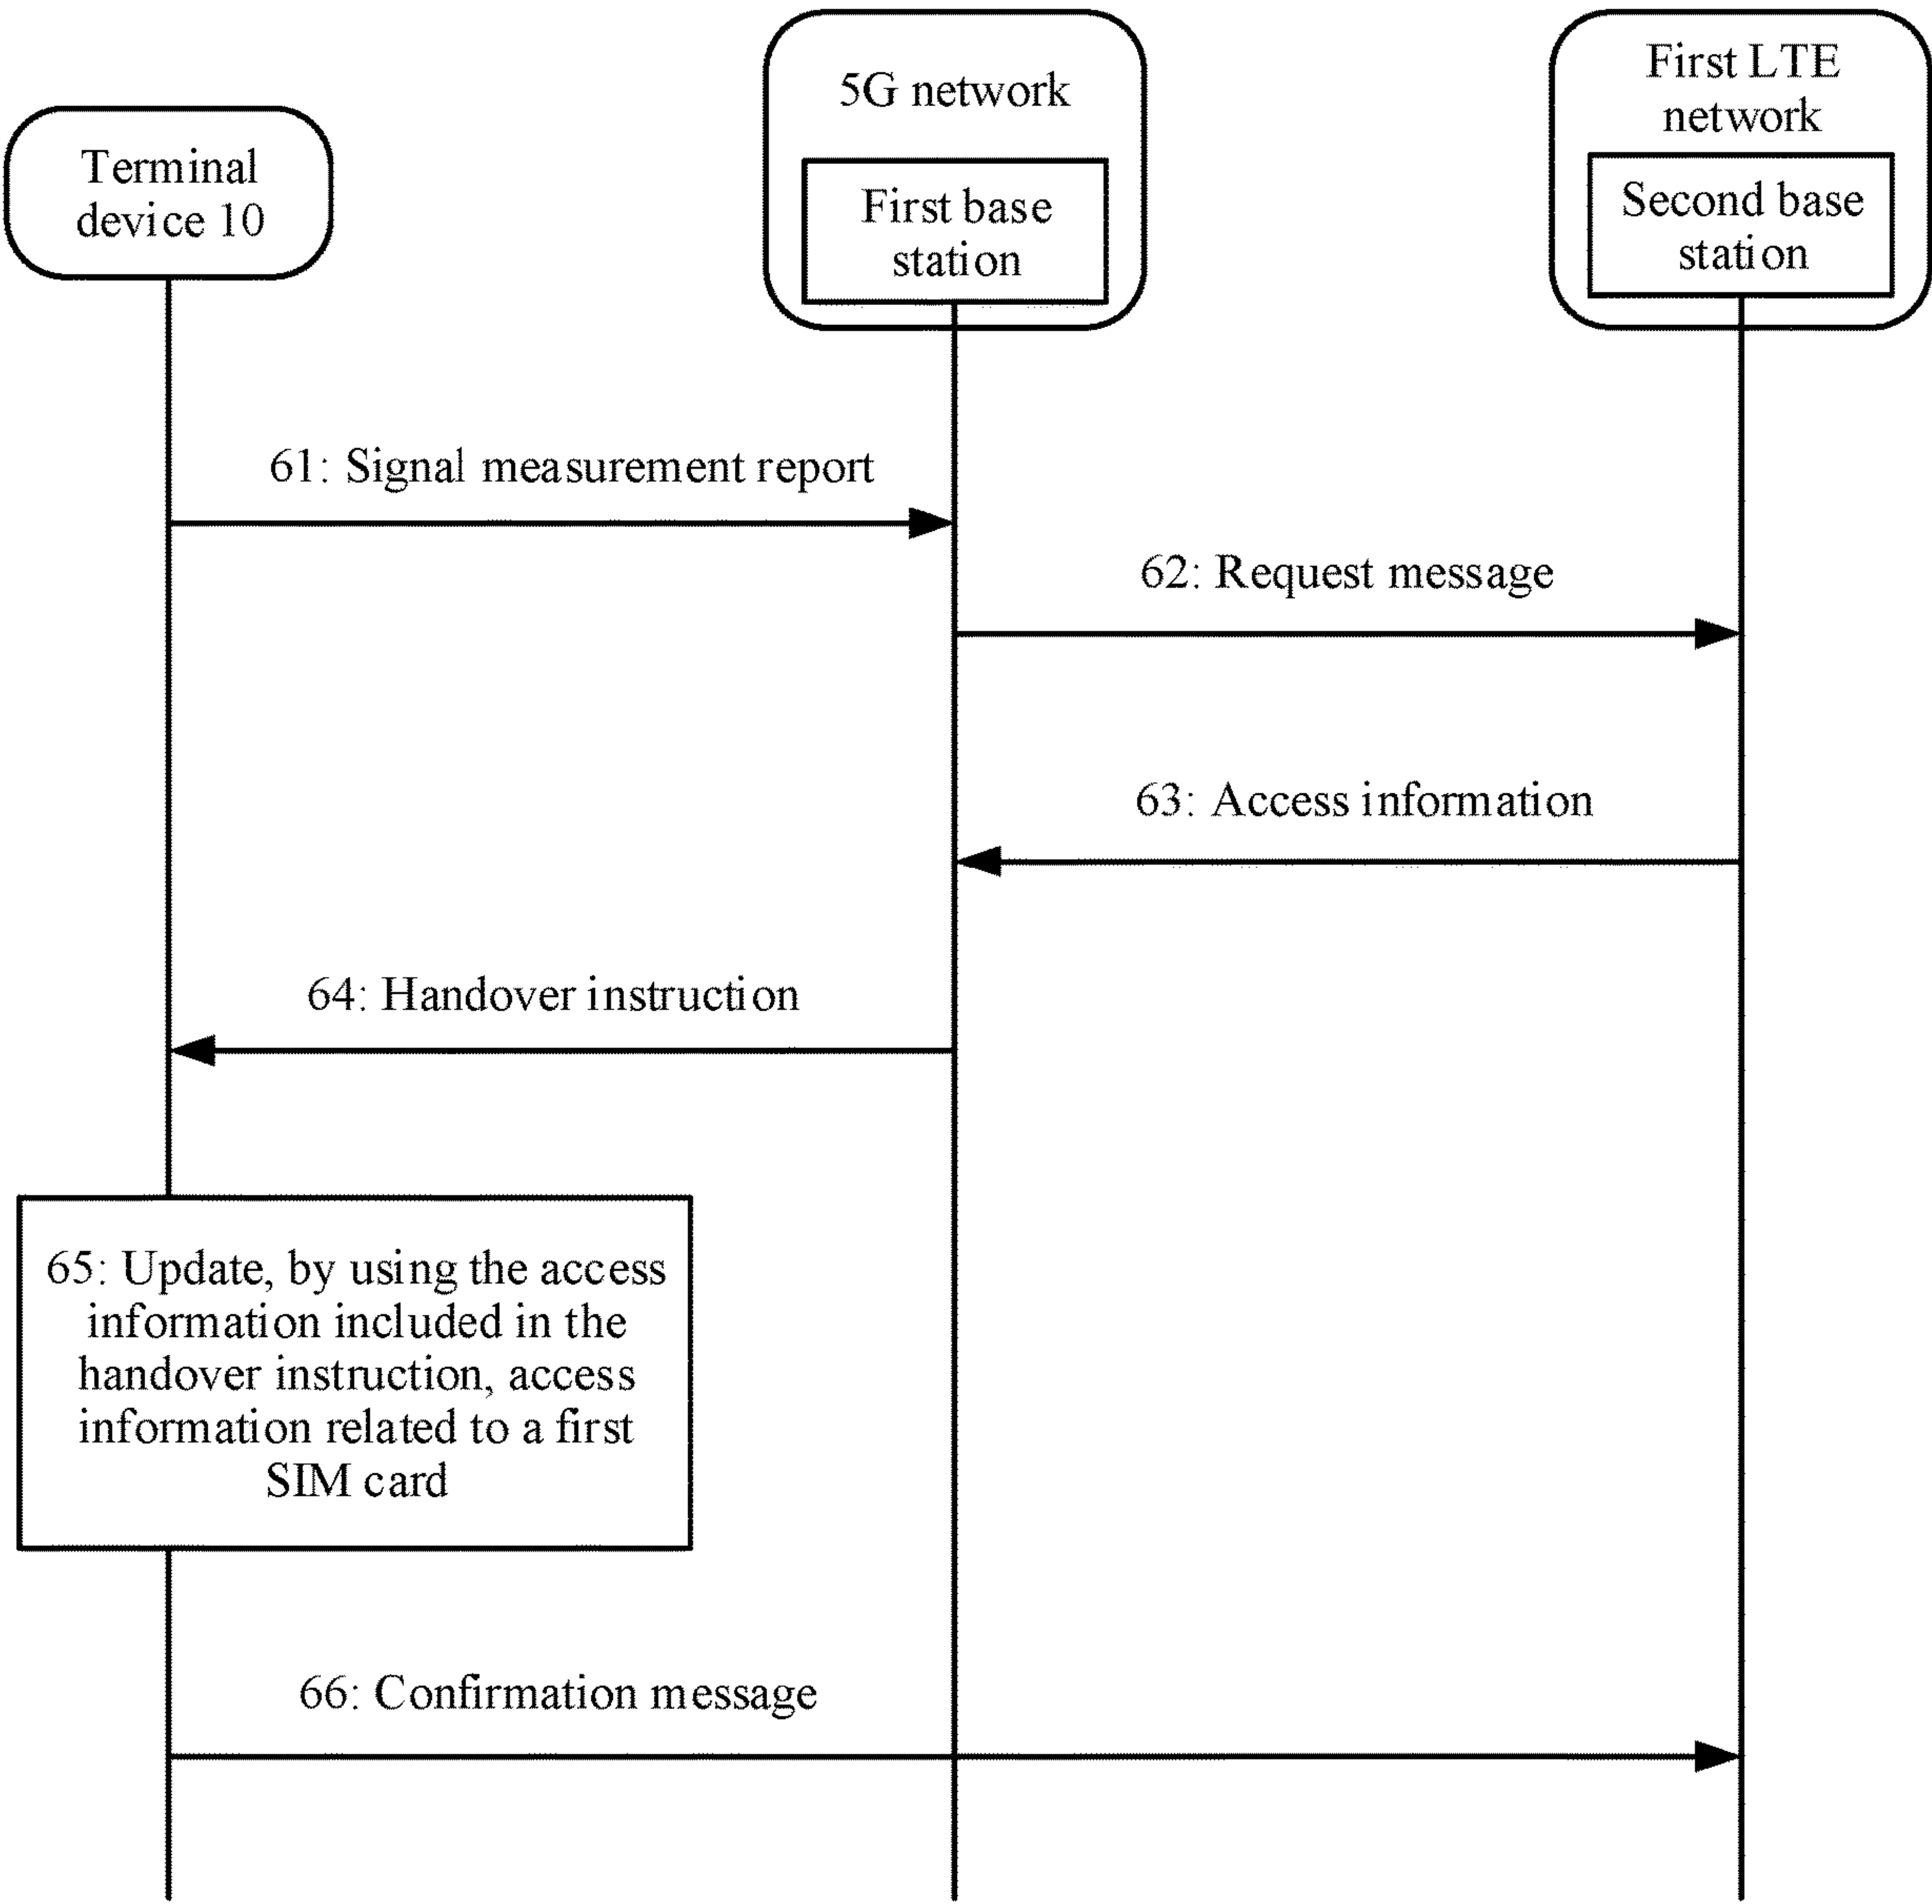 Terminal
device 10
5G network
First base
station
First LTE
network
Second base
station
61: Signal measurement report
62: Request message
63: Access information
64: Handover instruction
65: Update, by using the access
information included in the
handover instruction, access
information related to a first
SIM card
66: Confirmation message